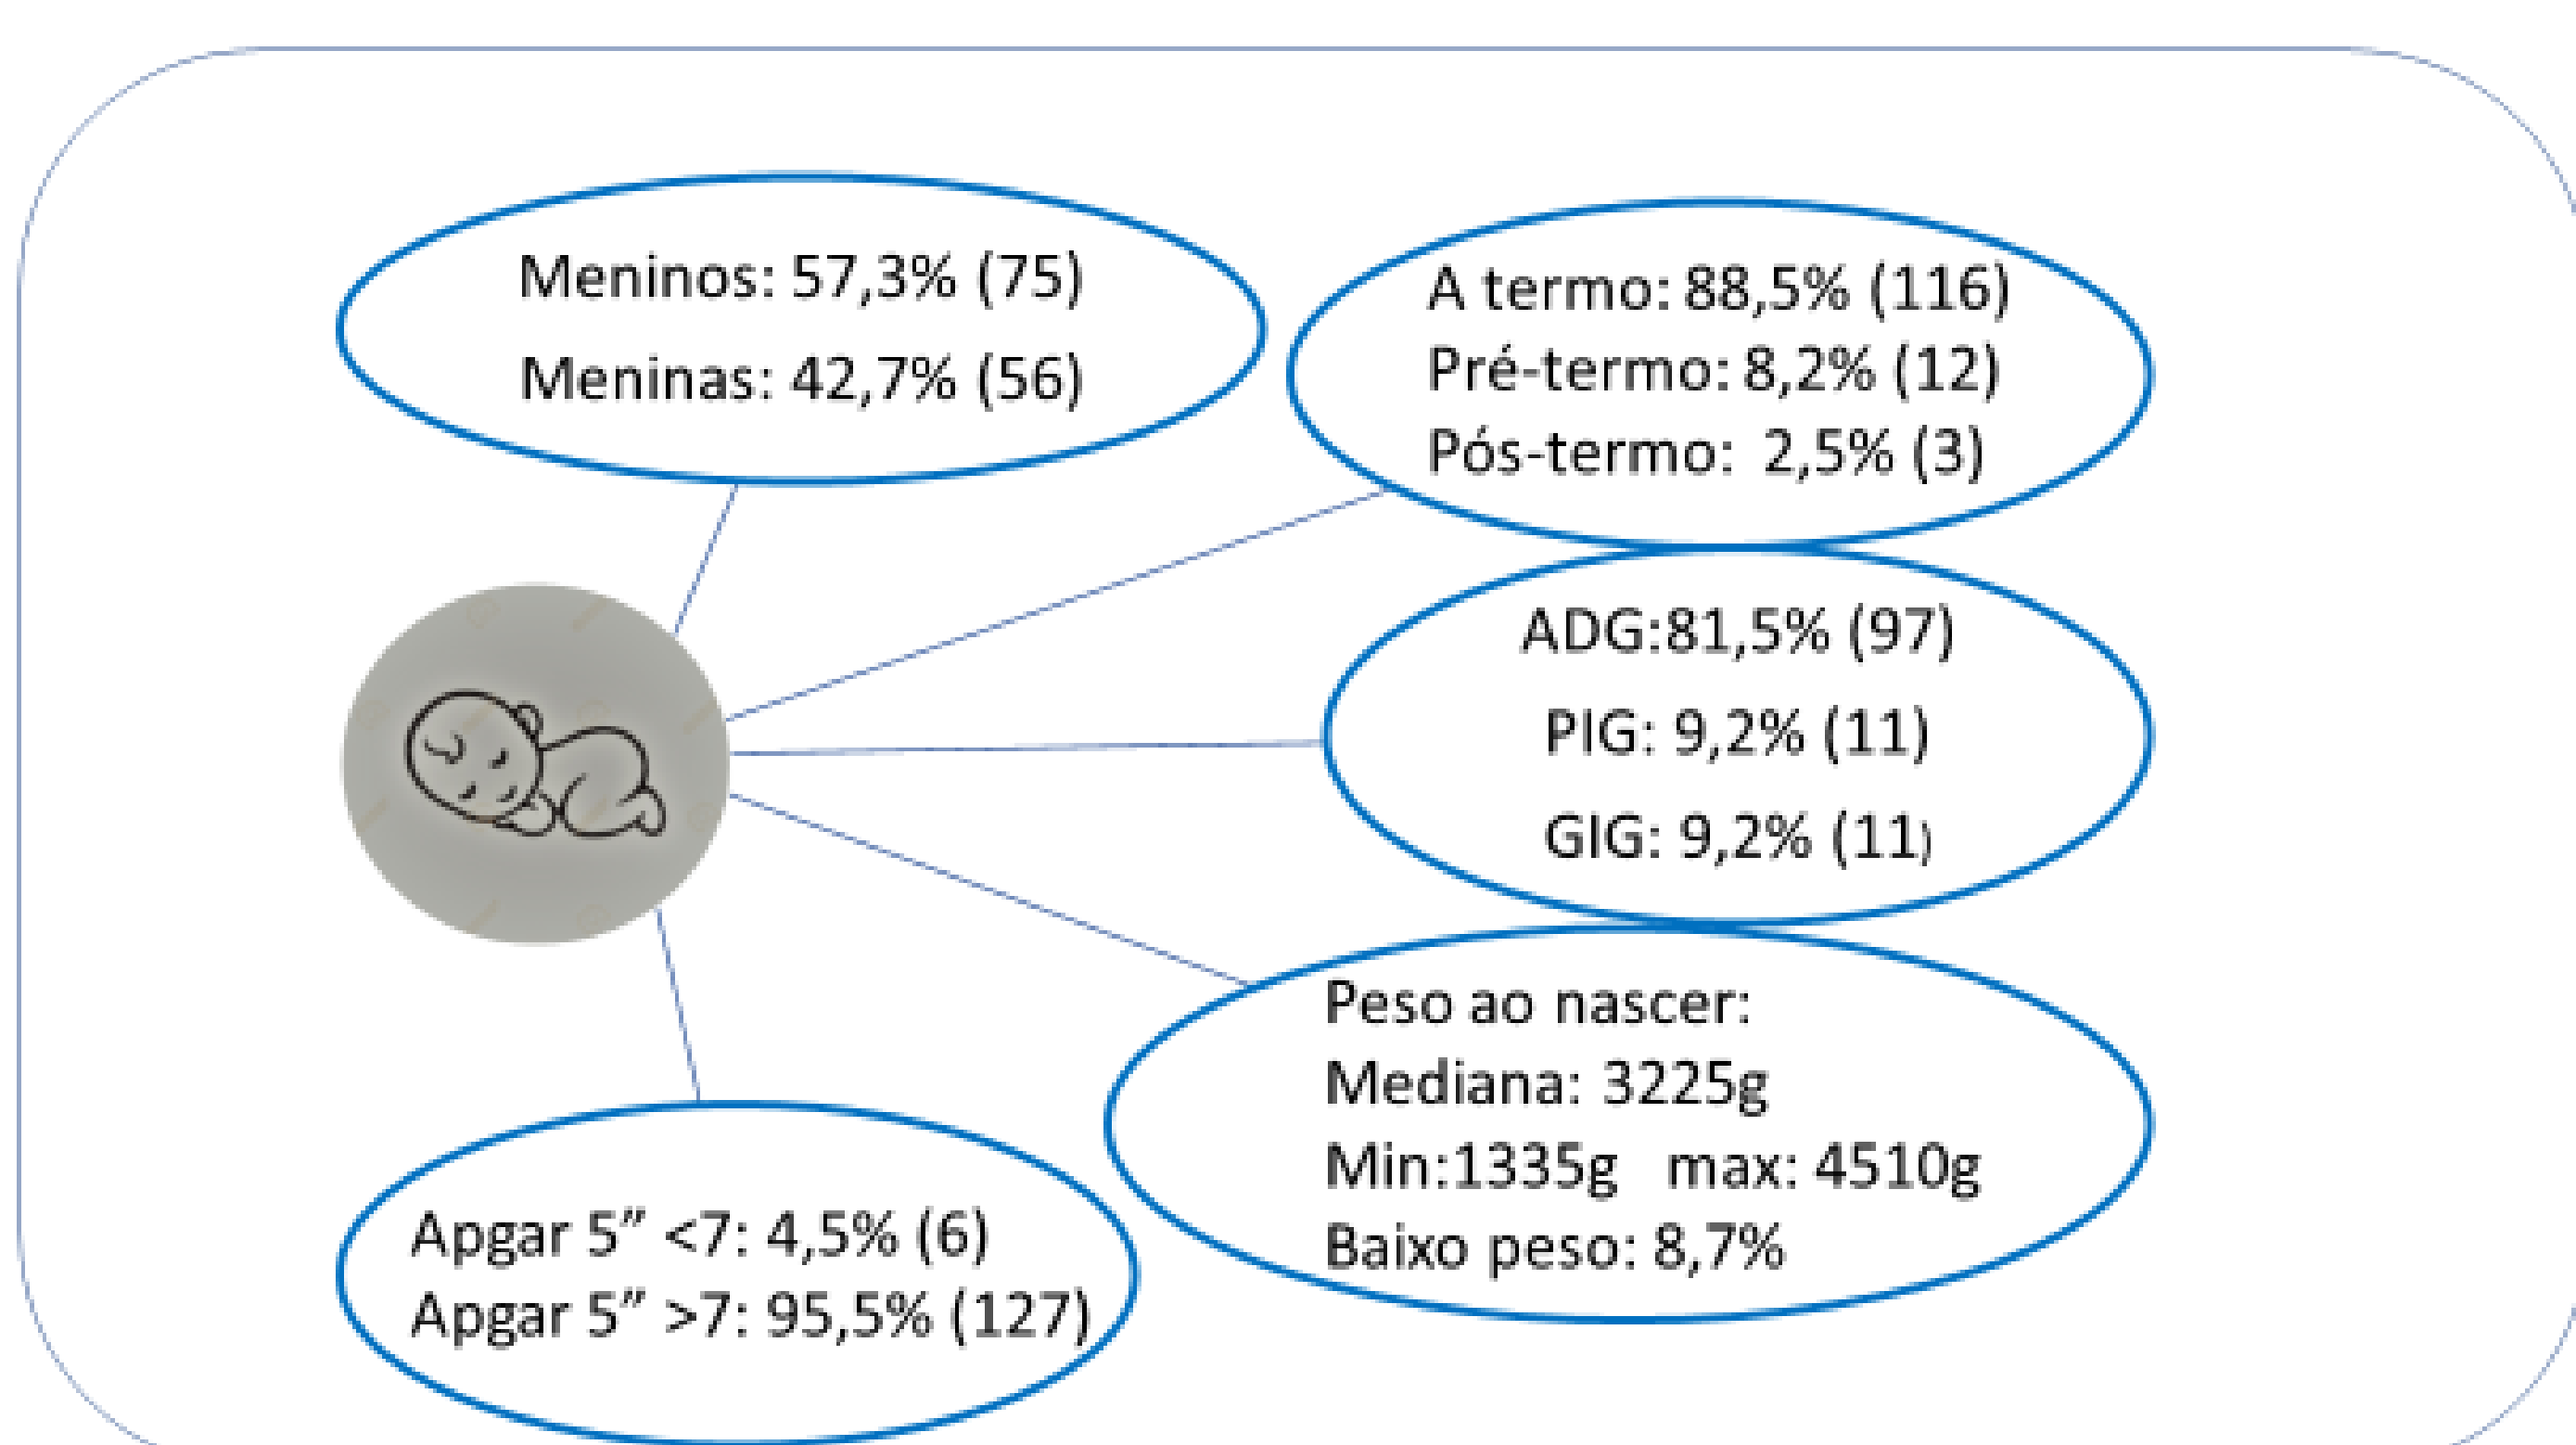 Meninos: 57,3% (75)
Meninas: 42,7% (56)
A termo: 88,5% (116)
Pré-termo: 8,2% (12)
Pós-termo: 2,5% (3)
ADG:81,5% (97)
PIG: 9,2% (11)
GIG: 9,2% (11)
Peso ao nascer:
Mediana: 3225g
Min:1335g max: 4510g
Baixo peso: 8,7%
Apgar 5” <7: 4,5% (6)
Apgar 5” >7: 95,5% (127)